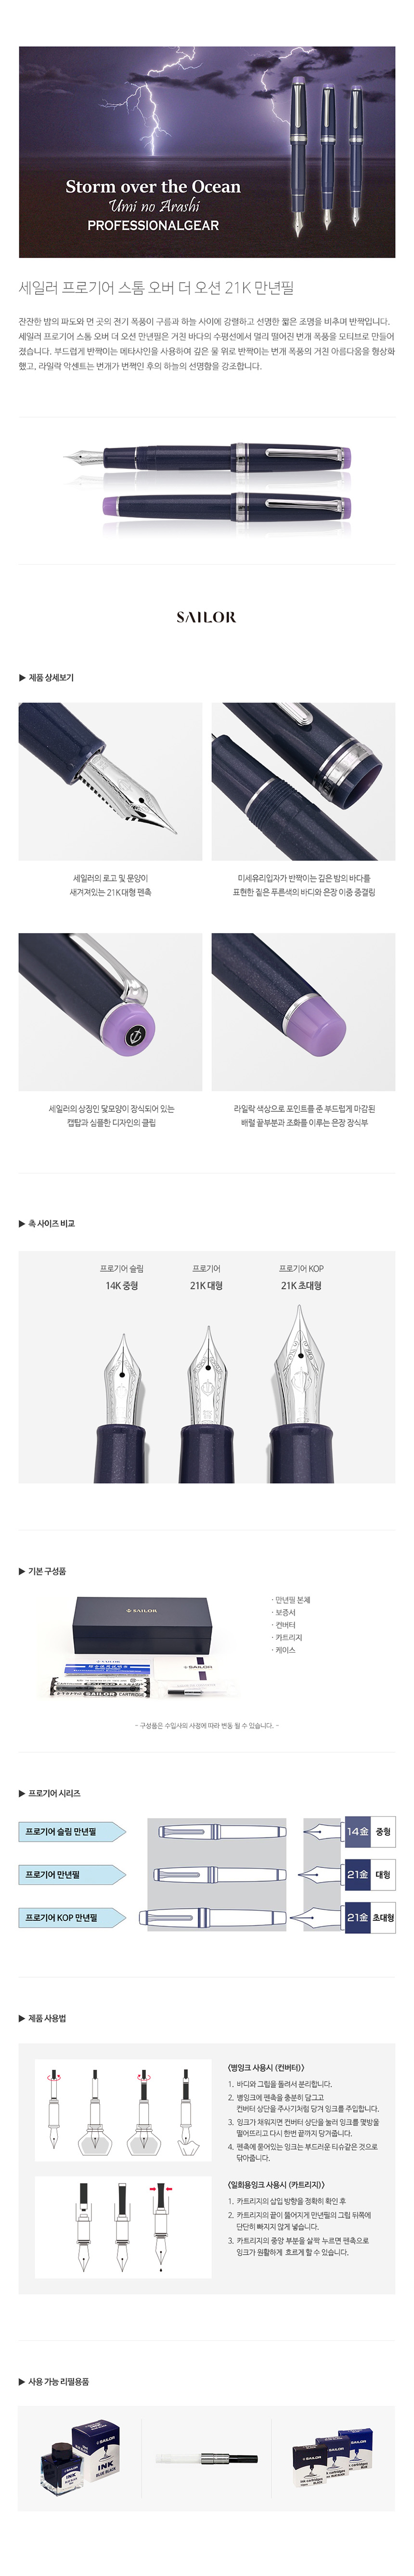 Storm over the Ocean
Umi no Arashi
PROFESSIONALGEAR
세일러 프로기어 스톰 오버 더 오션 21K 만년필
잔잔한 밤의 파도와 먼 곳의 전기 폭풍이 구름과 하늘 사이에 강렬하고 선명한 짧은 조명을 비추며 반짝입니다.
세일러 프로기어 스톰 오버 더 오션 만년필은 거친 바다의 수평선에서 멀리 떨어진 번개 폭풍을 모티브로 만들어
졌습니다. 부드럽게 반짝이는 메타샤인을 사용하여 깊은 물 위로 반짝이는 번개 폭풍의 거친 아름다움을 형상화
했고, 라일락 악센트는 번개가 번쩍인 후의 하늘의 선명함을 강조합니다.
SAILOR
▶ 제품 상세보기
세일러의 로고 및 문양이
새겨져있는 21K 대형 펜촉
미세유리입자가 반짝이는 깊은 밤의 바다를
표현한 짙은 푸른색의 바디와 은장 이중 중결링
세일러의 상징인 닻모양이 장식되어 있는
캡탑과 심플한 디자인의 클립
라일락 색상으로 포인트를 준 부드럽게 마감된
배럴 끝부분과 조화를 이루는 은장 장식부
▶ 촉 사이즈 비교
프로기어 슬림
14K 중형
프로기어
21K 대형
프로기어 KOP
21K 초대형
▶ 기본 구성품
SAILOR
· 만년필 본체
· 보증서
· 컨버터
· 카트리지
· 케이스
- 구성품은 수입사의 사정에 따라 변동 될 수 있습니다. -
▶ 프로기어 시리즈
프로기어 슬림 만년필
14金 중형
프로기어 만년필
21金 대형
프로기어 KOP 만년필
21金 초대형
▶ 제품 사용법
<병잉크 사용시 (컨버터)>
1. 바디와 그립을 돌려서 분리합니다.
2. 병잉크에 펜촉을 충분히 담그고
컨버터 상단을 주사기처럼 당겨 잉크를 주입합니다.
3. 잉크가 채워지면 컨버터 상단을 눌러 잉크를 몇방울
떨어뜨리고 다시 한번 끝까지 당겨줍니다.
4. 펜촉에 묻어있는 잉크는 부드러운 티슈같은 것으로
닦아줍니다.
<일회용잉크 사용시 (카트리지)>
1. 카트리지의 삽입 방향을 정확히 확인 후
2. 카트리지의 끝이 뚫어지게 만년필의 그립 뒤쪽에
단단히 빠지지 않게 넣습니다.
3. 카트리지의 중앙 부분을 살짝 누르면 펜촉으로
잉크가 원활하게 흐르게 할 수 있습니다.
▶ 사용 가능 리필용품
SAILOR
INK
BLUE BLACK
INK
SAILOR